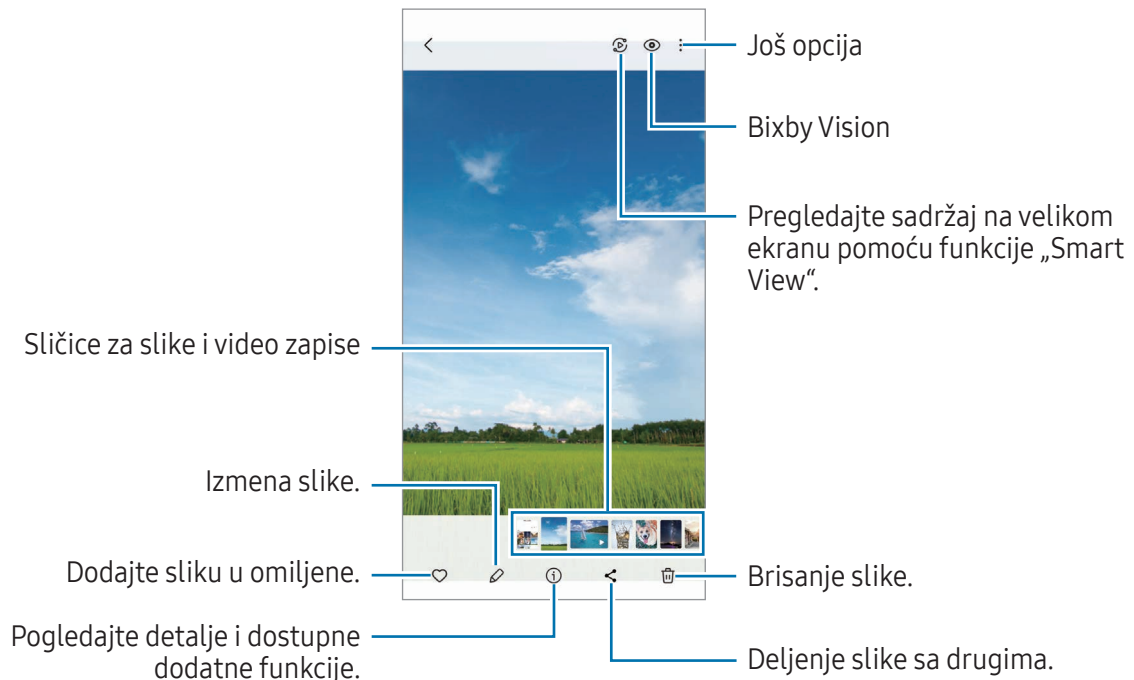 Još opcija
Bixby Vision
Pregledajte sadržaj na velikom
ekranu pomoću funkcije „Smart
View“.
Sličice za slike i video zapise
Izmena slike.
Dodajte sliku u omiljene.
Brisanje slike.
Pogledajte detalje i dostupne
dodatne funkcije.
Deljenje slike sa drugima.